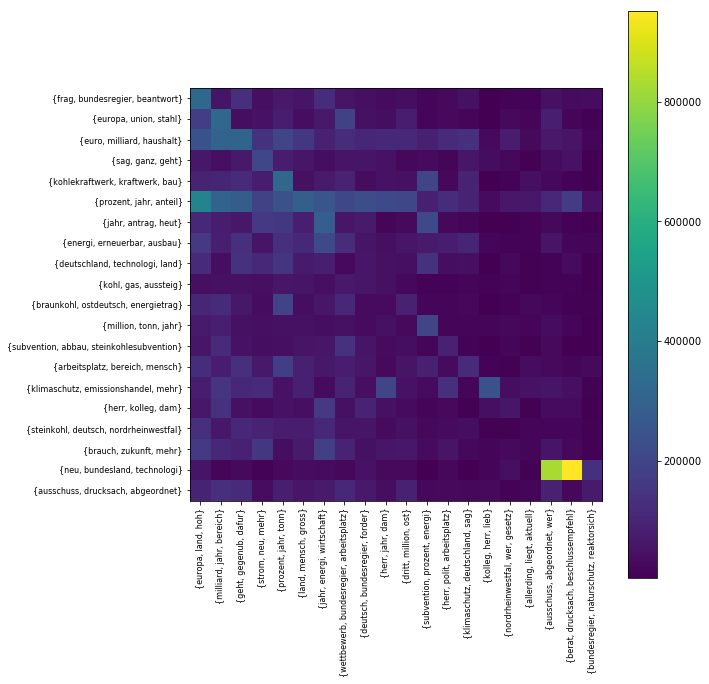 {frag, bundesregier, beantwort}
{europa, union, stahl}
{euro, milliard, haushalt}
{sag, ganz, geht}
{kohlekraftwerk, kraftwerk, bau}
{prozent, jahr, anteil}
{jahr, antrag, heut}
{energi, erneuerbar, ausbau}
{deutschland, technologi, land}
{kohl, gas, aussteig}
{braunkohl, ostdeutsch, energietrag}
{million, tonn, jahr}
{subvention, abbau, steinkohlesubvention}
{arbeitsplatz, bereich, mensch}
{klimaschutz, emissionshandel, mehr}
{herr, kolleg, dam}
{steinkohl, deutsch, nordrheinwestfal}
{brauch, zukunft, mehr}
{neu, bundesland, technologi}
{ausschuss, drucksach, abgeordnet}
{europa, land, hoh}
{milliard, jahr, bereich}
{geht, gegenub, dafur}
{strom, neu, mehr}
{prozent, jahr, tonn}
{land, mensch, gross}
{jahr, energi, wirtschaft}
{wettbewerb, bundesregier, arbeitsplatz}
{deutsch, bundesregier, forder}
{herr, jahr, dam}
{dritt, million, ost}
{subvention, prozent, energi}
{herr, polit, arbeitsplatz}
{klimaschutz, deutschland, sag}
{kolleg, herr, lieb}
{nordrheinwestfal, wer, gesetz}
{allerding, liegt, aktuell}
{ausschuss, abgeordnet, wer}
{berat, drucksach, beschlussempfehl}
{bundesregier, naturschutz, reaktorsich}
800000
600000
400000
200000